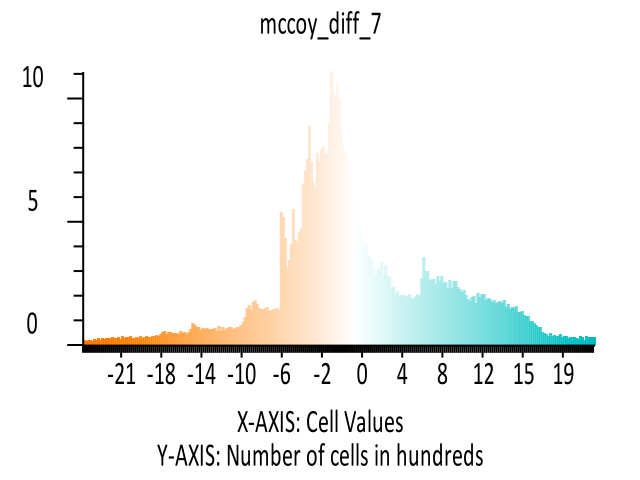 mccoy_diff_7
10
5
0
-21 -18 -14 -10 -6 -2 0 4 8 12 15 19
X-AXIS: Cell Values
Y-AXIS: Number of cells in hundreds